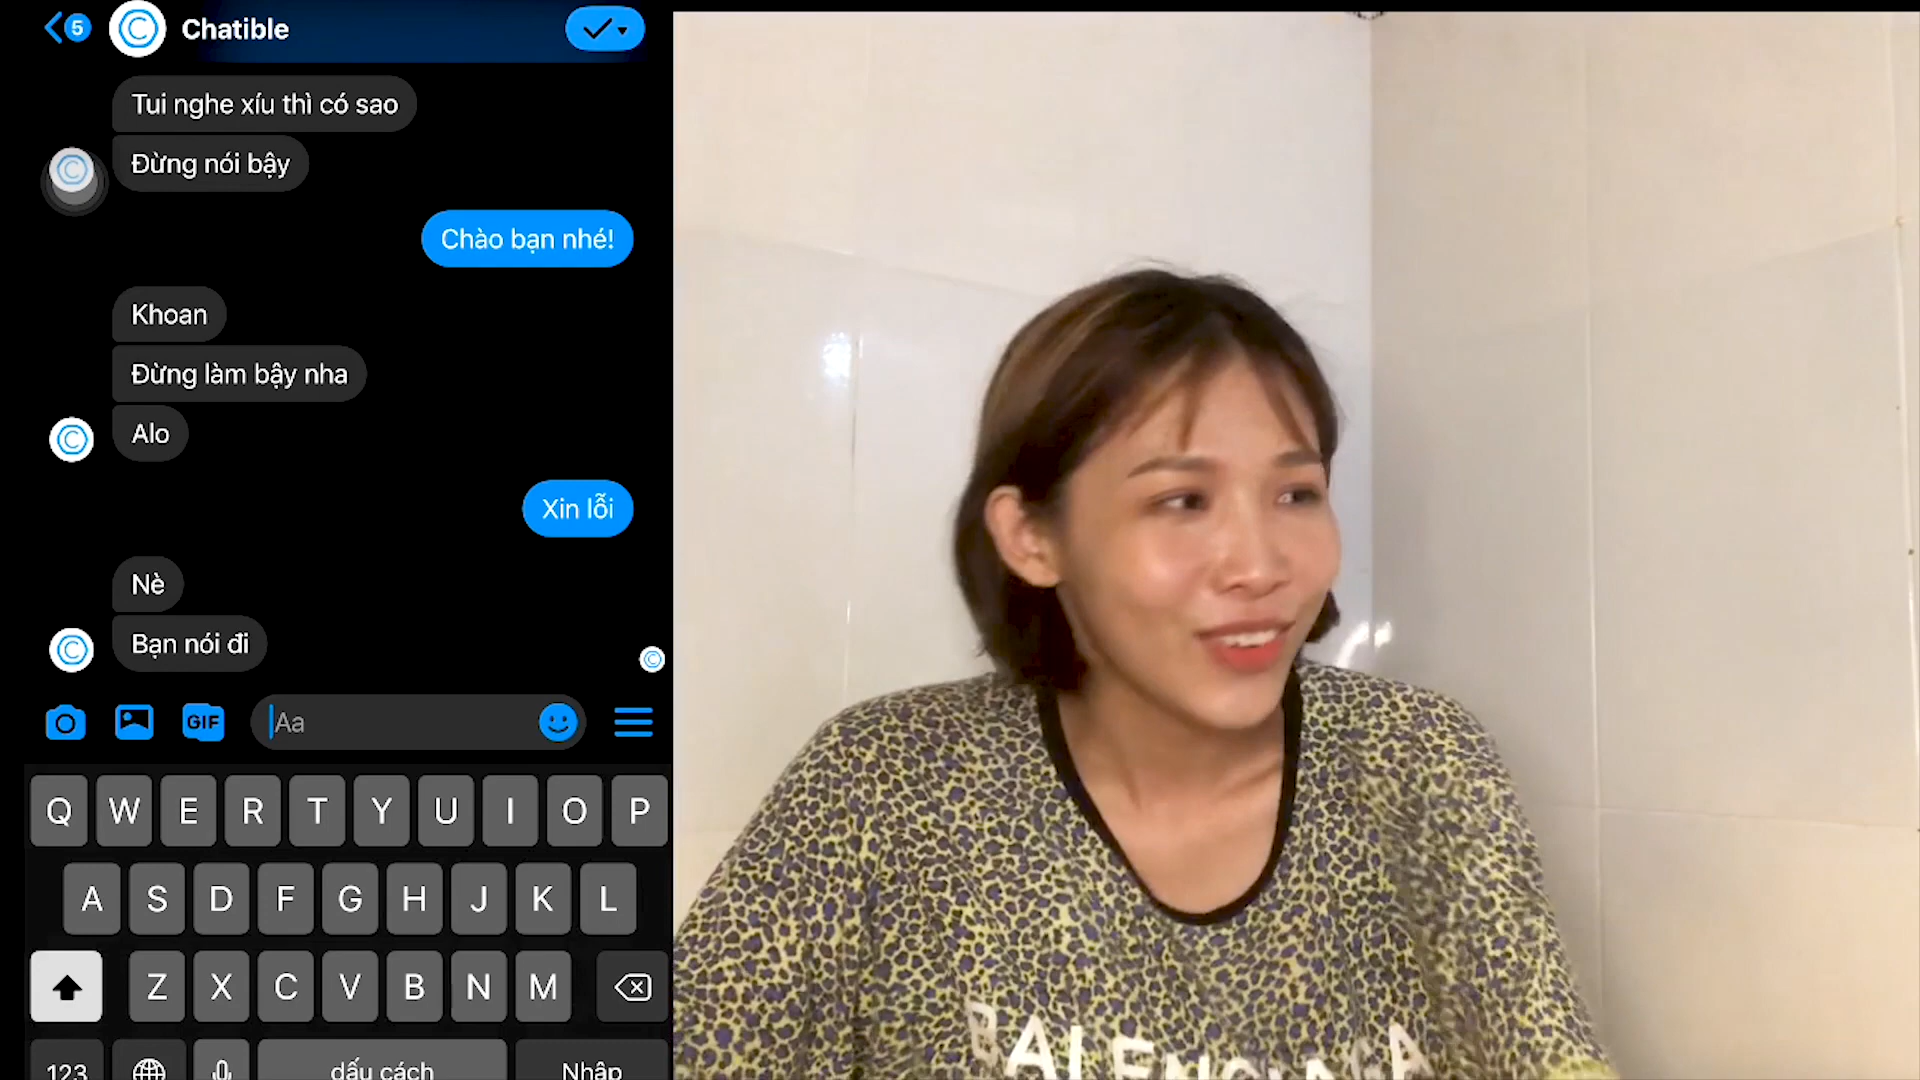 5
Chatible
Tui nghe xíu thì có sao
Đừng nói bậy
Chào bạn nhé!
Khoan
Đừng làm bậy nha
Alo
Xin lỗi
Nè
Bạn nói đi
GIF
Aa
Q W E R T Y U I O P
A S D F G H J K L
Z X C V B N M
123
dấu cách
Nhập
BALENCIAGA